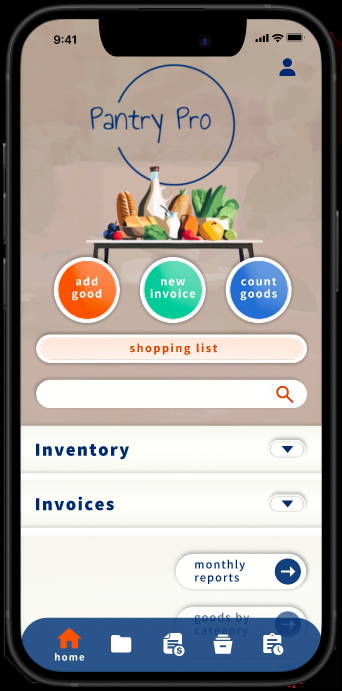 9:41
Pantry Pro
add
good
new
invoice
count
goods
shopping list
Inventory
Invoices
monthly
reports
goods by
category
home
$